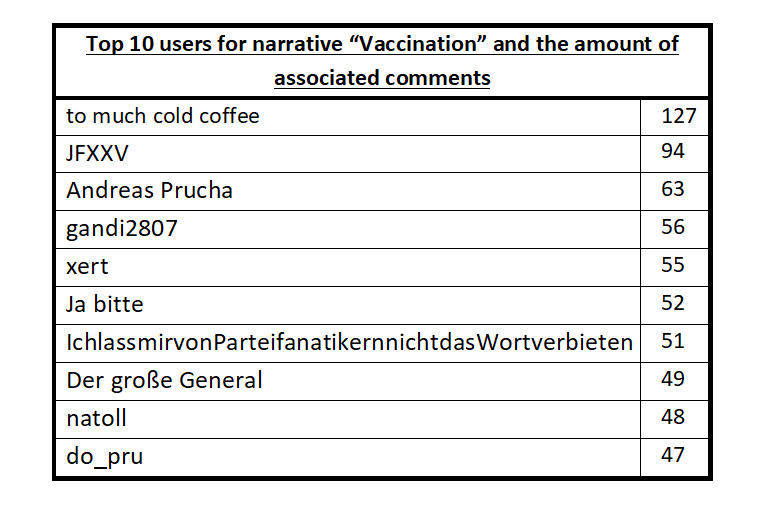 Top 10 users for narrative “Vaccination” and the amount of
associated comments
to much cold coffee 127
JFXXV 94
Andreas Prucha 63
gandi2807 56
xert 55
Ja bitte 52
IchlassmirvonParteifanatikernnichtdasWortverbieten 51
Der große General 49
natoll 48
do_pru 47